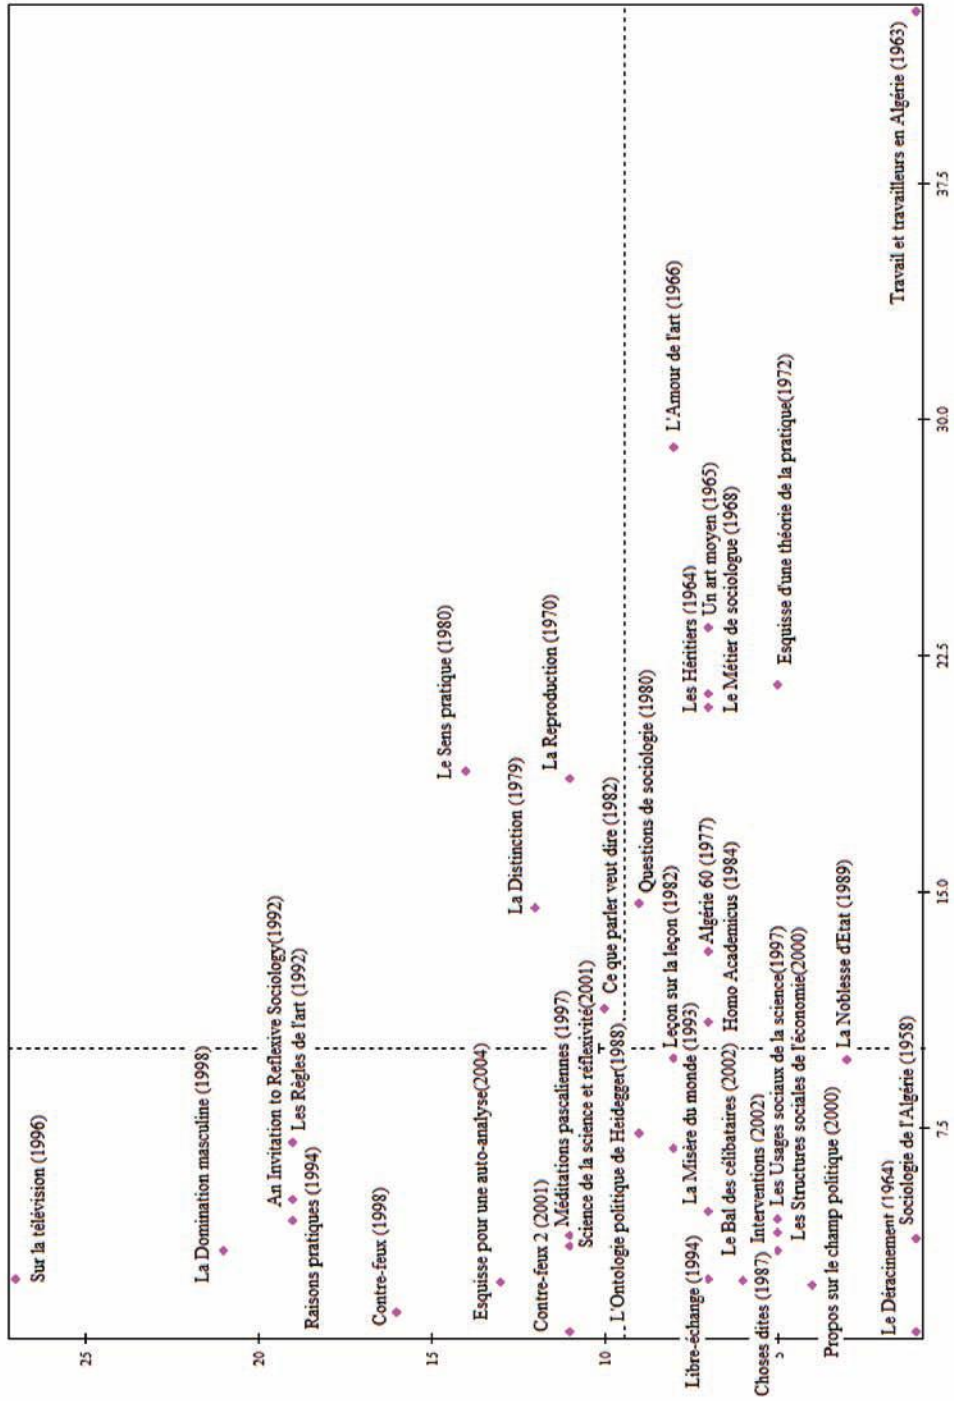 Sur la télévision (1996)
La Domination masculine (1998)
An Invitation to Reflexive Sociology(1992)
Les Règles de l'art (1992)
Raisons pratiques (1994)
Contre-feux (1998)
Le Sens pratique (1980)
Esquisse pour une auto-analyse(2004)
La Distinction (1979)
Contre-feux 2 (2001)
Méditations pascaliennes (1997)
La Reproduction (1970)
Science de la science et réflexivité(2001)
Ce que parler veut dire (1982)
L'Ontologie politique de Heidegger(1988)
Questions de sociologie (1980)
Leçon sur la leçon (1982)
L'Amour de l'art (1966)
Libre-échange (1994)
La Misère du monde (1993)
Algérie 60 (1977)
Les Héritiers (1964)
Un art moyen (1965)
Le Bal des célibataires (2002)
Homo Academicus (1984)
Le Métier de sociologue (1968)
Choses dites (1987)
Interventions (2002)
Les Usages sociaux de la science(1997)
Esquisse d'une théorie de la pratique(1972)
Les Structures sociales de l'économie(2000)
Propos sur le champ politique (2000)
La Noblesse d'Etat (1989)
Le Déracinement (1964)
Sociologie de l'Algérie (1958)
Travail et travailleurs en Algérie (1963)
25
20
15
10
5
7.5
15.0
22.5
30.0
37.5